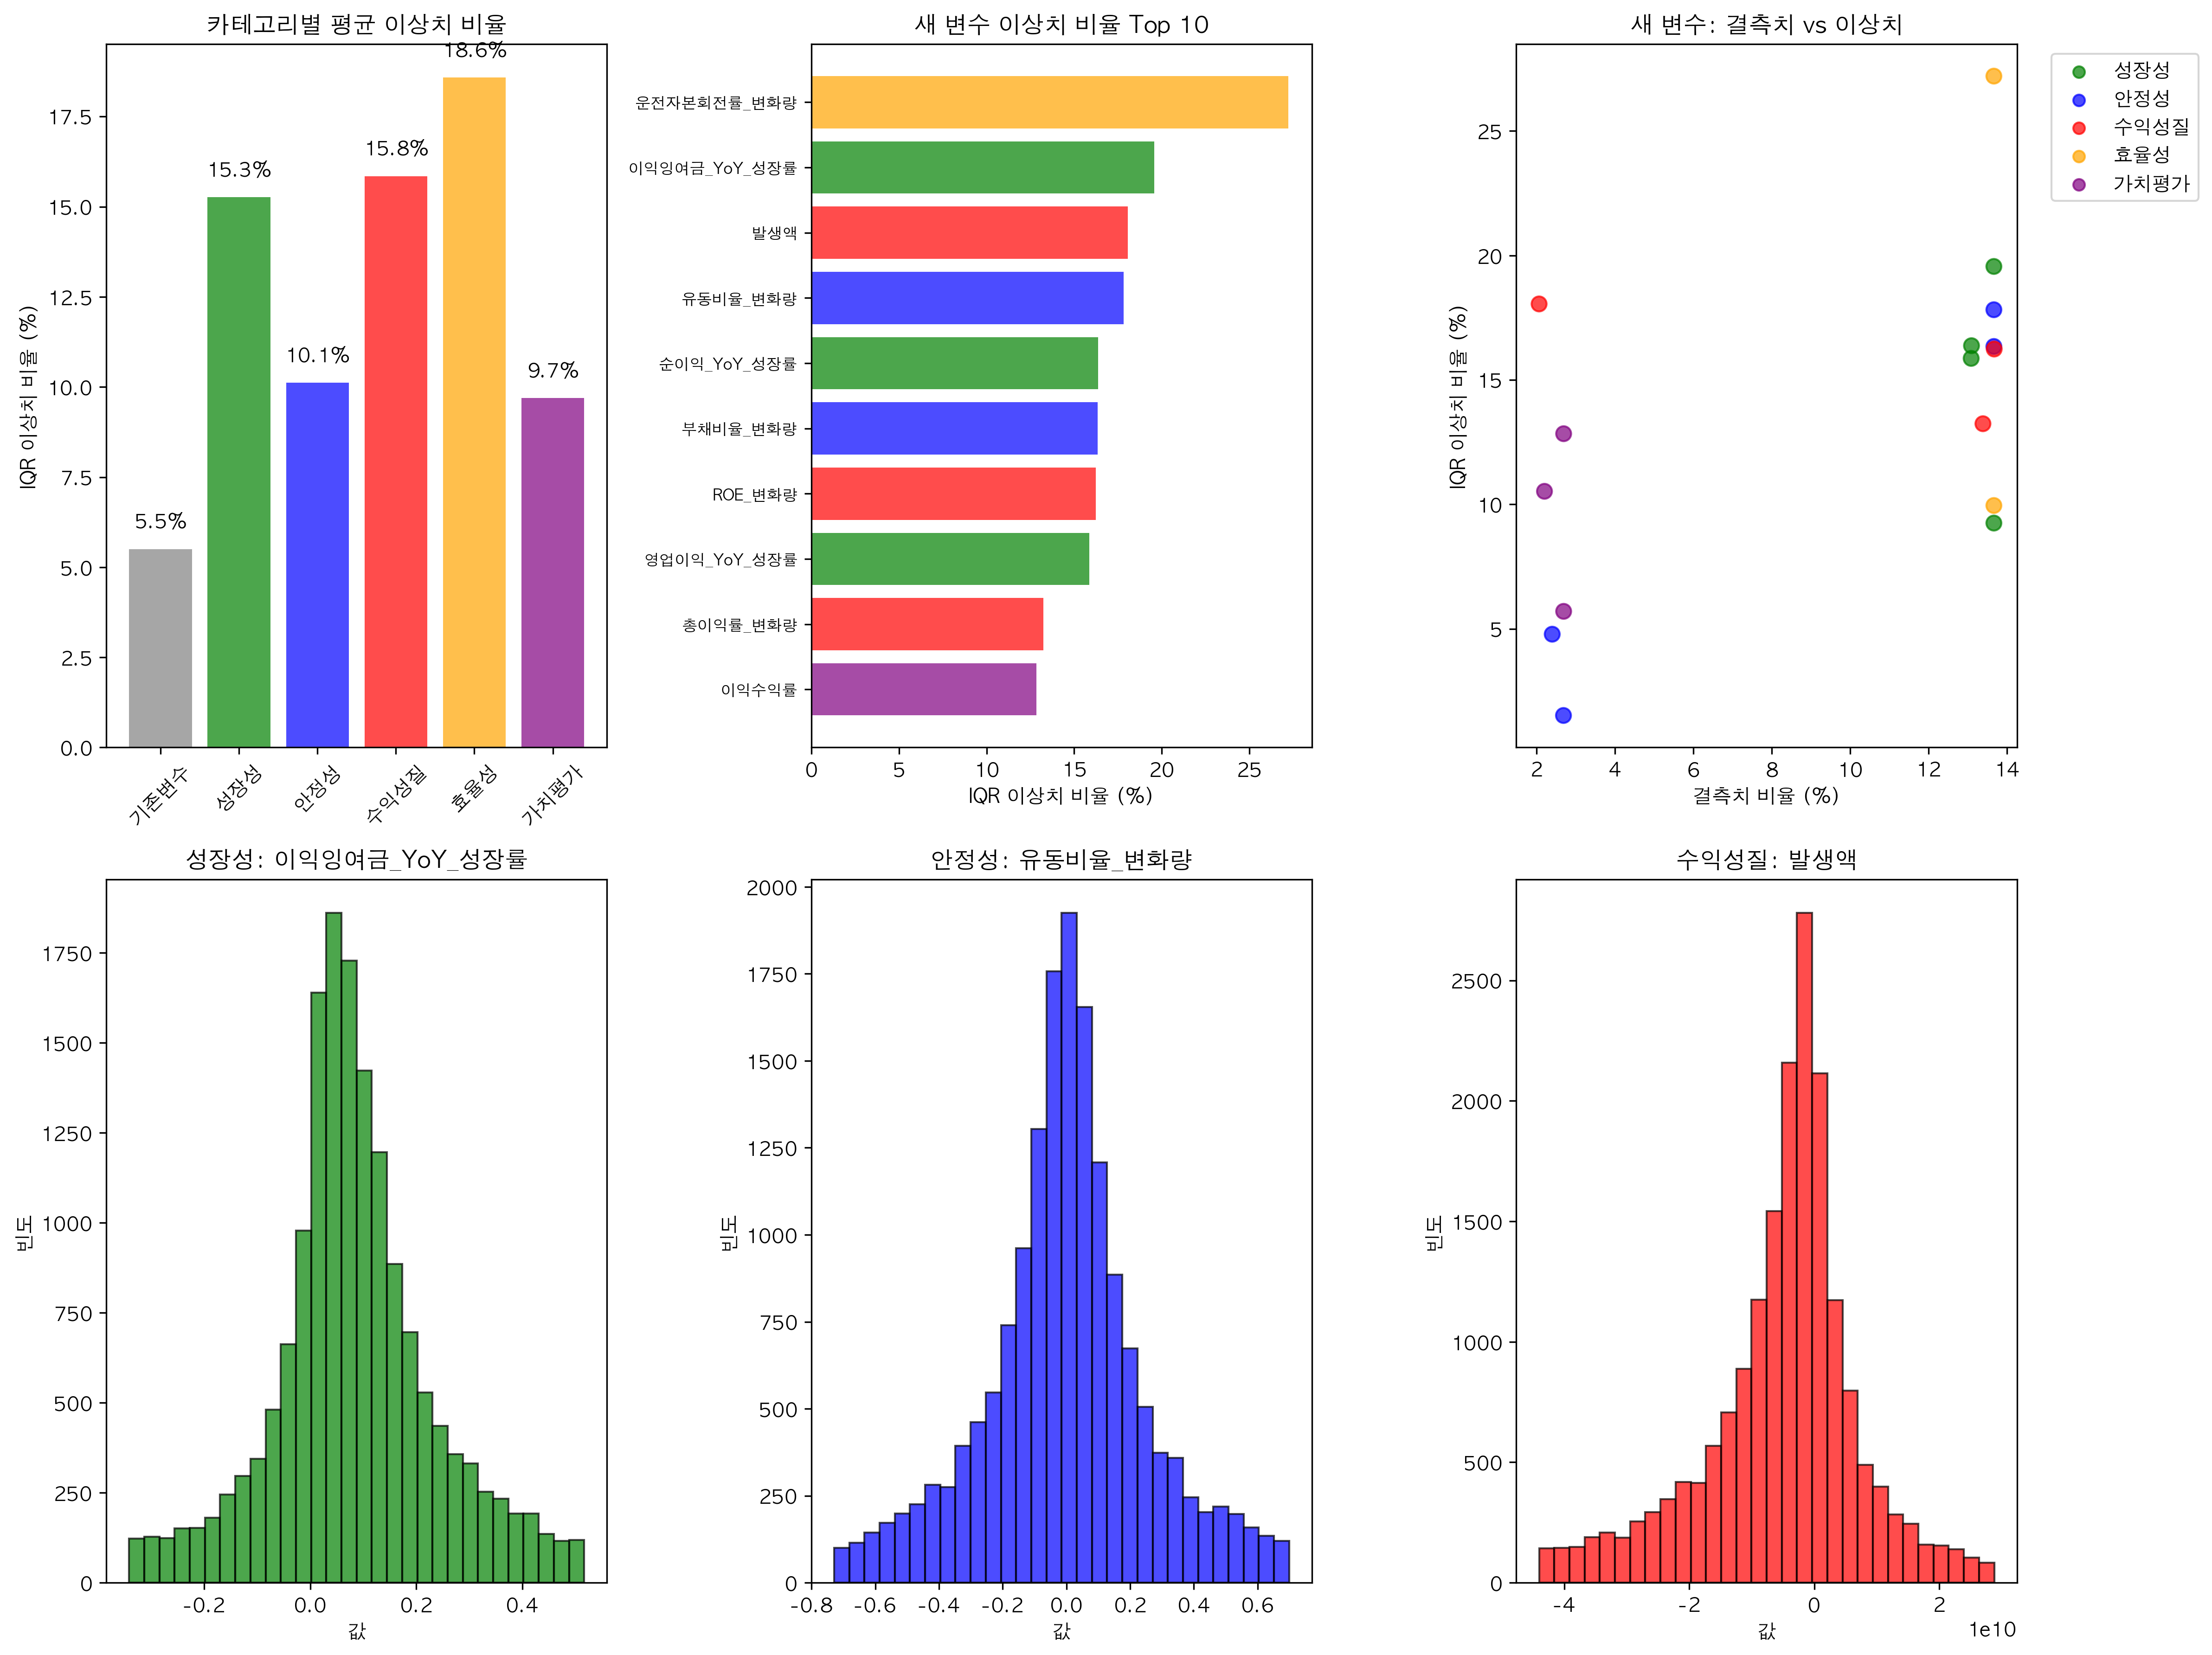 카테고리별 평균 이상치 비율
IQR 이상치 비율 (%)
17.5
15.0
12.5
10.0
7.5
5.0
2.5
0.0
5.5%
15.3%
10.1%
15.8%
18.6%
9.7%
기존변수
성장성
안정성
수익성질
효율성
가치평가
새 변수 이상치 비율 Top 10
운전자본회전률_변화량
이익잉여금_YoY_성장률
발생액
유동비율_변화량
순이익_YoY_성장률
부채비율_변화량
ROE_변화량
영업이익_YoY_성장률
총이익률_변화량
이익수익률
0 5 10 15 20 25
IQR 이상치 비율 (%)
새 변수: 결측치 vs 이상치
IQR 이상치 비율 (%)
25
20
15
10
5
2 4 6 8 10 12 14
결측치 비율 (%)
성장성
안정성
수익성질
효율성
가치평가
성장성: 이익잉여금_YoY_성장률
빈도
1750
1500
1250
1000
750
500
250
0
-0.2 0.0 0.2 0.4
값
안정성: 유동비율_변화량
빈도
2000
1750
1500
1250
1000
750
500
250
0
-0.8 -0.6 -0.4 -0.2 0.0 0.2 0.4 0.6
값
수익성질: 발생액
빈도
2500
2000
1500
1000
500
0
-4 -2 0 2
1e10
값